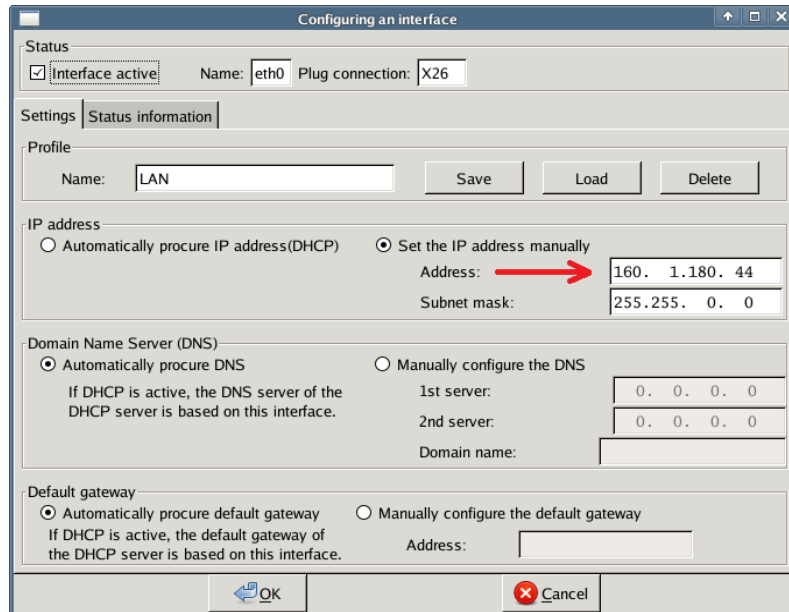 Configuring an interface
Status
Interface active Name: eth0 Plug connection: X26
Settings Status information
Profile
Name: LAN Save Load Delete
IP address
Automatically procure IP address(DHCP) Set the IP address manually
Address: 160. 1.180. 44
Subnet mask: 255.255. 0. 0
Domain Name Server (DNS)
Automatically procure DNS Manually configure the DNS
If DHCP is active, the DNS server of the 1st server: 0. 0. 0. 0
DHCP server is based on this interface.
2nd server: 0. 0. 0. 0
Domain name:
Default gateway
Automatically procure default gateway Manually configure the default gateway
If DHCP is active, the default gateway of
the DHCP server is based on this interface. Address:
OK Cancel